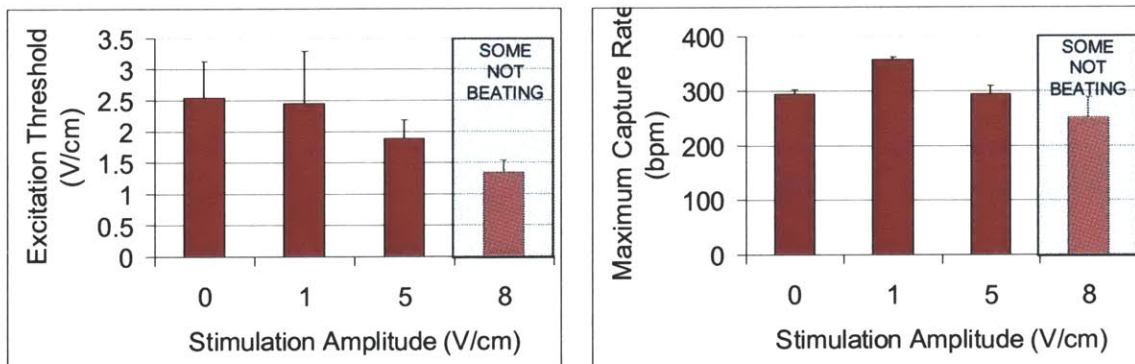 Excitation Threshold
(V/cm)
3.5
3
2.5
2
1.5
1
0.5
0
SOME
NOT
BEATING
0 1 5 8
Stimulation Amplitude (V/cm)
Maximum Capture Rate
(bpm)
400
300
200
100
0
SOME
NOT
BEATING
0 1 5 8
Stimulation Amplitude (V/cm)